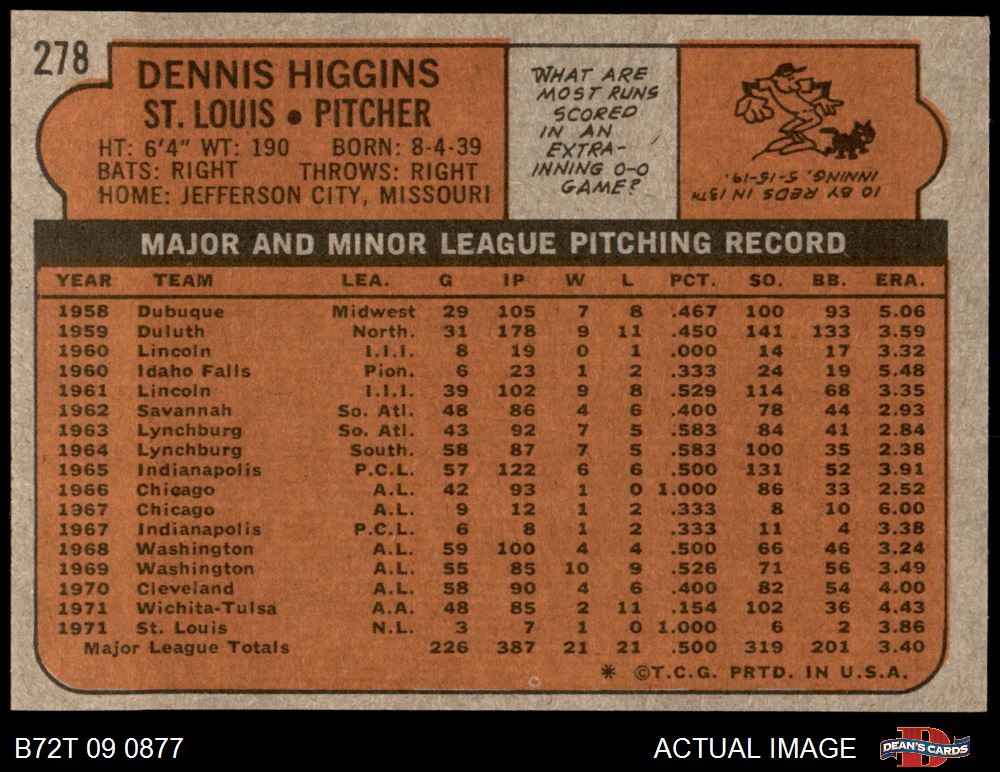 278
DENNIS HIGGINS
ST. LOUIS • PITCHER
HT: 6'4" WT: 190 BORN: 8-4-39
BATS: RIGHT THROWS: RIGHT
HOME: JEFFERSON CITY, MISSOURI
WHAT ARE
MOST RUNS
SCORED
IN AN
EXTRA-
INNING 0-0
GAME?
10 BY REDS IN 13TH
INNING, 5-15-19.
MAJOR AND MINOR LEAGUE PITCHING RECORD
YEAR TEAM LEA. G IP W L PCT. SO. BB. ERA.
1958 Dubuque Midwest 29 105 7 8 .467 100 93 5.06
1959 Duluth North. 31 178 9 11 .450 141 133 3.59
1960 Lincoln I.I.I. 8 19 0 1 .000 14 17 3.32
1960 Idaho Falls Pion. 6 23 1 2 .333 24 19 5.48
1961 Lincoln I.I.I. 39 102 9 8 .529 114 68 3.35
1962 Savannah So. Atl. 48 86 4 6 .400 78 44 2.93
1963 Lynchburg So. Atl. 43 92 7 5 .583 84 41 2.84
1964 Lynchburg South. 58 87 7 5 .583 100 35 2.38
1965 Indianapolis P.C.L. 57 122 6 6 .500 131 52 3.91
1966 Chicago A.L. 42 93 1 0 1.000 86 33 2.52
1967 Chicago A.L. 9 12 1 2 .333 8 10 6.00
1967 Indianapolis P.C.L. 6 8 1 2 .333 11 4 3.38
1968 Washington A.L. 59 100 4 4 .500 66 46 3.24
1969 Washington A.L. 55 85 10 9 .526 71 56 3.49
1970 Cleveland A.L. 58 90 4 6 .400 82 54 4.00
1971 Wichita-Tulsa A.A. 48 85 2 11 .154 102 36 4.43
1971 St. Louis N.L. 3 7 1 0 1.000 6 2 3.86
Major League Totals 226 387 21 21 .500 319 201 3.40
* ©T.C.G. PRTD. IN U.S.A.
B72T 09 0877
ACTUAL IMAGE
DEAN'S CARDS